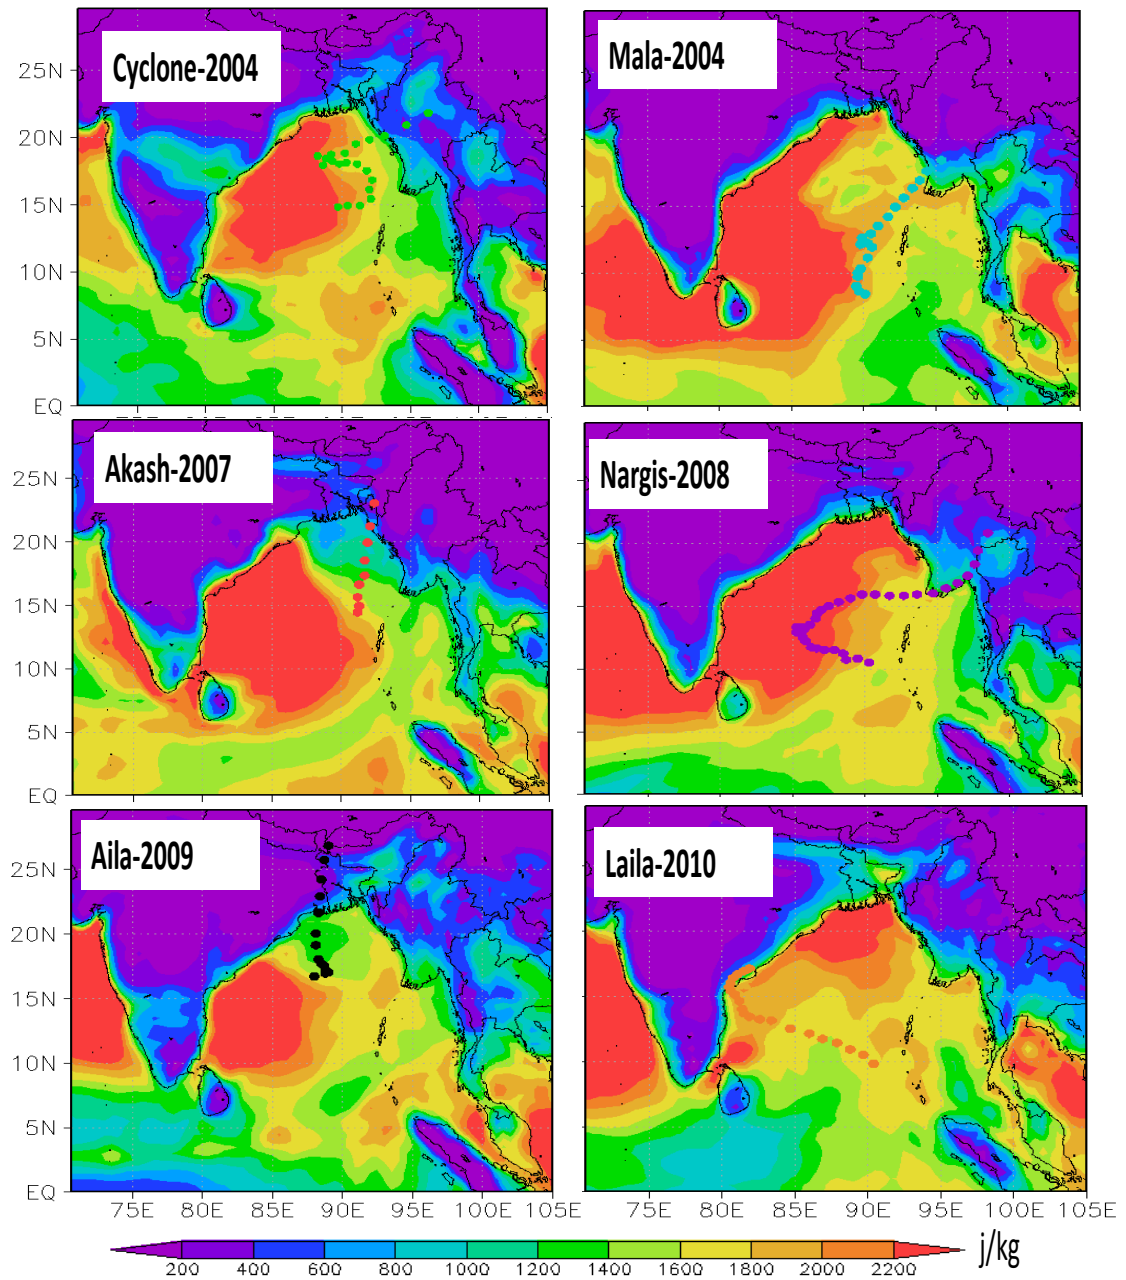 Cyclone-2004
Mala-2004
25N
20N
15N
10N
5N
EQ
Akash-2007
Nargis-2008
25N
20N
15N
10N
5N
EQ
Aila-2009
Laila-2010
25N
20N
15N
10N
5N
EQ
75E 80E 85E 90E 95E 100E 105E 75E 80E 85E 90E 95E 100E 105E
200 400 600 800 1000 1200 1400 1600 1800 2000 2200
j/kg